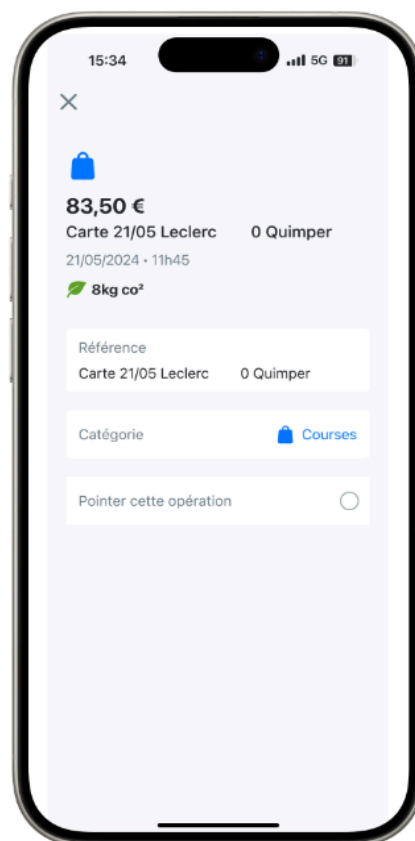 15:34 5G 91
83,50 €
Carte 21/05 Leclerc 0 Quimper
21/05/2024 • 11h45
8kg co²
Référence
Carte 21/05 Leclerc 0 Quimper
Catégorie Courses
Pointer cette opération